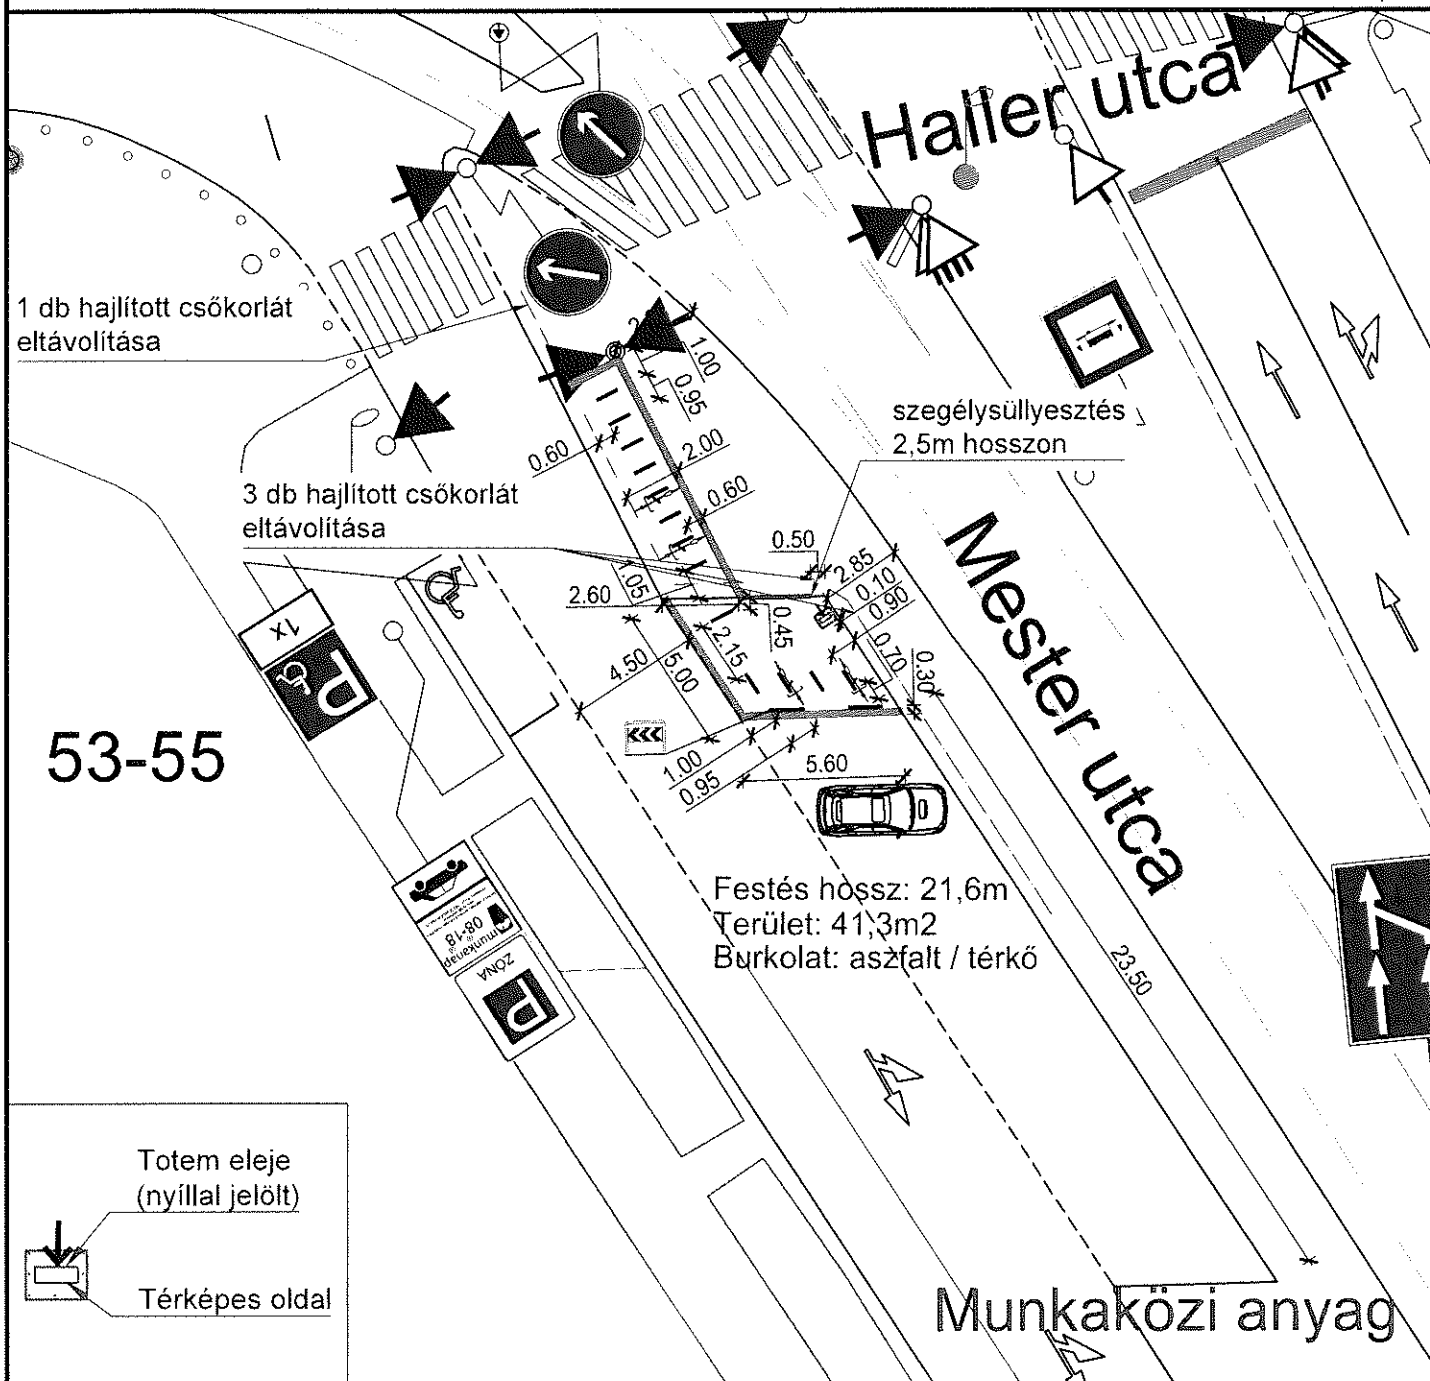 Haller utca
1 db hajlított csőkorlát
eltávolítása
szegélysüllyesztés
2,5m hosszon
3 db hajlított csőkorlát
eltávolítása
1.00
0.95
0.60
2.00
0.60
0.50
2.85
0.10
0.90
1.05
2.60
0.45
2.15
0.70
0.30
4.50
5.00
1.00
0.95
5.60
Mester utca
1x
P
53-55
munkanap
08-18
ZÓNA
P
Festés hossz: 21,6m
Terület: 41,3m2
Burkolat: aszfalt / térkő
23.50
Totem eleje
(nyíllal jelölt)
Térképes oldal
Munkaközi anyag